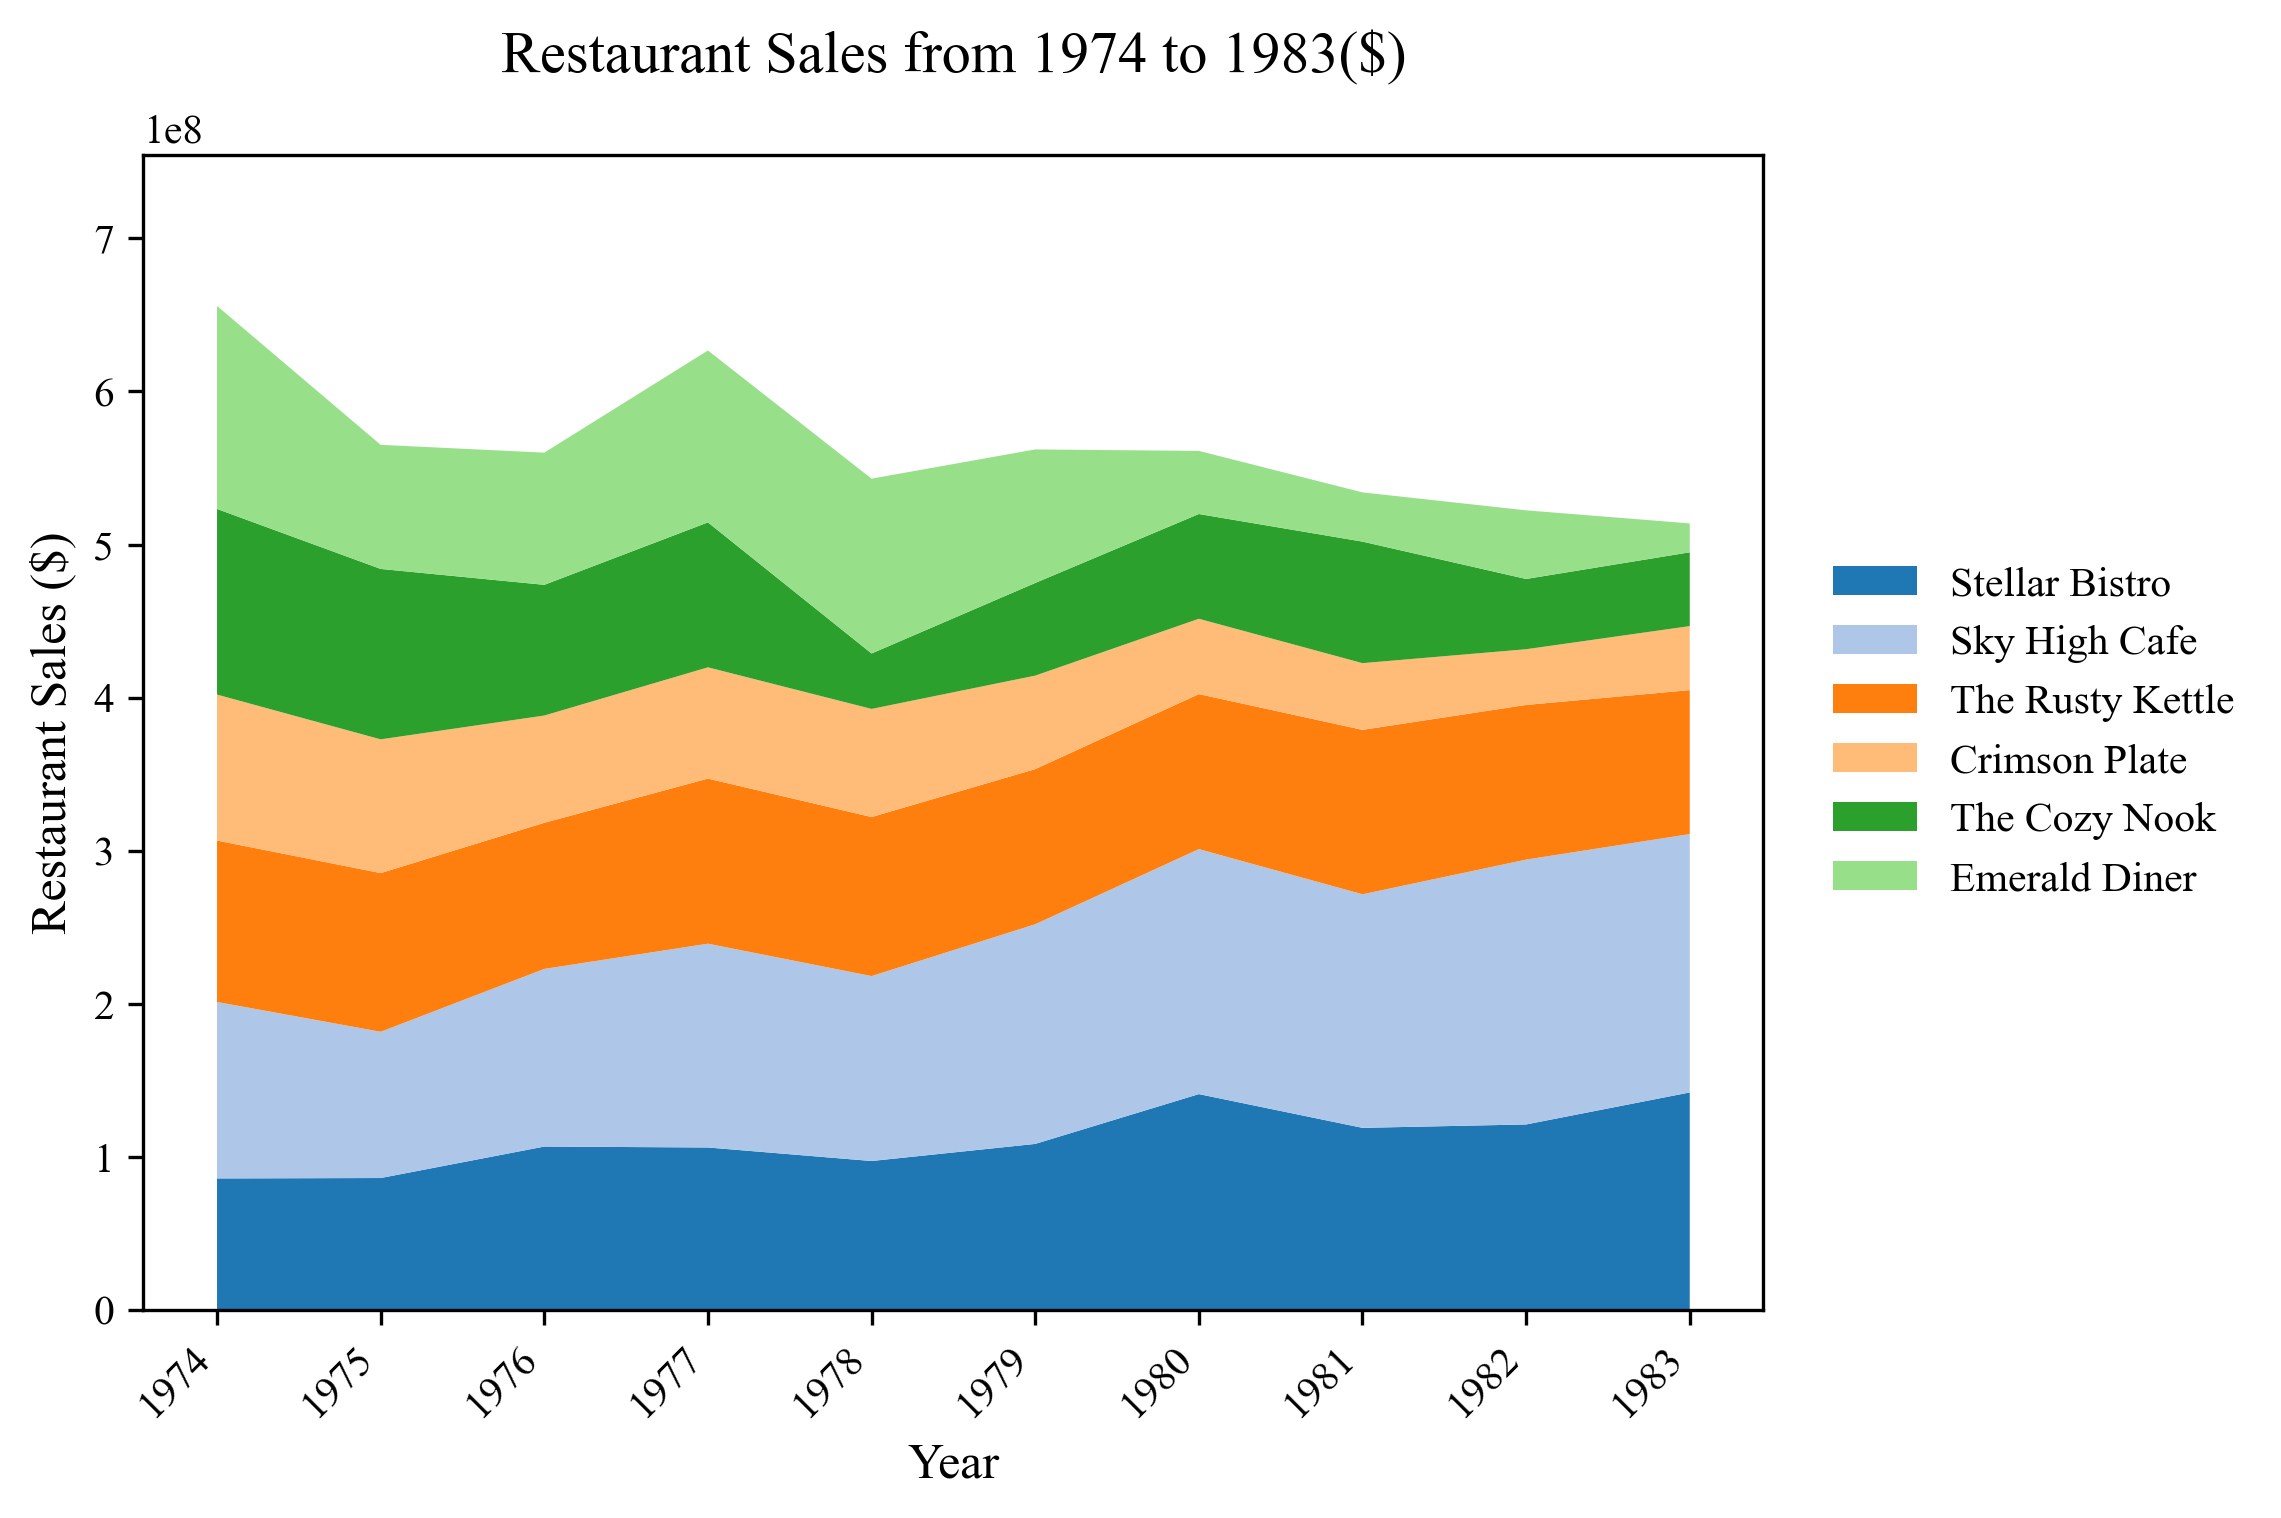 Restaurant Sales from 1974 to 1983($)
1e8
7
6
5
4
3
2
1
0
Restaurant Sales ($)
1974
1975
1976
1977
1978
1979
1980
1981
1982
1983
Year
Stellar Bistro
Sky High Cafe
The Rusty Kettle
Crimson Plate
The Cozy Nook
Emerald Diner